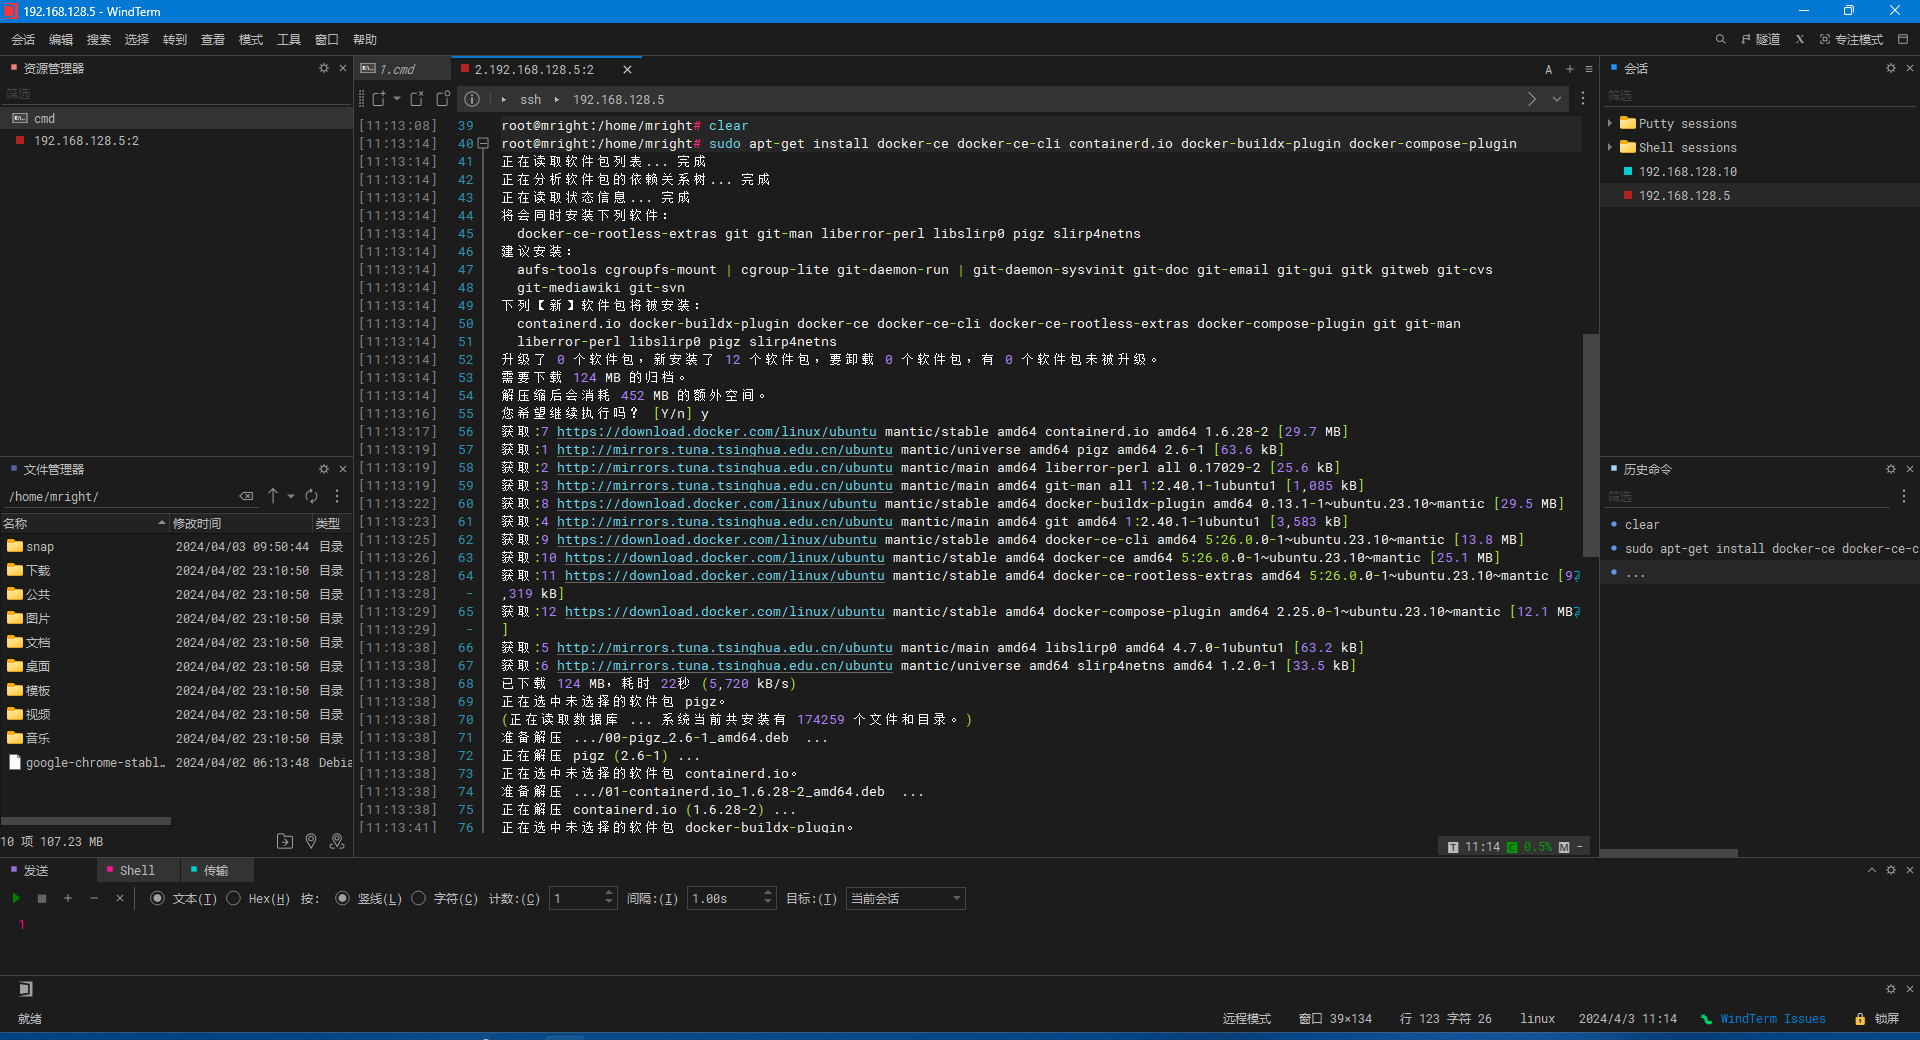 192.168.128.5 - WindTerm
会话 编辑 搜索 选择 转到 查看 模式 工具 窗口 帮助
隧道 X 专注模式
资源管理器
筛选
cmd
192.168.128.5:2
1.cmd
2.192.168.128.5:2
A
ssh 192.168.128.5
[11:13:08] 39 root@mright:/home/mright# clear
[11:13:14] 40 root@mright:/home/mright# sudo apt-get install docker-ce docker-ce-cli containerd.io docker-buildx-plugin docker-compose-plugin
[11:13:14] 41 正在读取软件包列表... 完成
[11:13:14] 42 正在分析软件包的依赖关系树... 完成
[11:13:14] 43 正在读取状态信息... 完成
[11:13:14] 44 将会同时安装下列软件：
[11:13:14] 45 docker-ce-rootless-extras git git-man liberror-perl libslirp0 pigz slirp4netns
[11:13:14] 46 建议安装：
[11:13:14] 47 aufs-tools cgroupfs-mount | cgroup-lite git-daemon-run | git-daemon-sysvinit git-doc git-email git-gui gitk gitweb git-cvs
[11:13:14] 48 git-mediawiki git-svn
[11:13:14] 49 下列【新】软件包将被安装：
[11:13:14] 50 containerd.io docker-buildx-plugin docker-ce docker-ce-cli docker-ce-rootless-extras docker-compose-plugin git git-man
[11:13:14] 51 liberror-perl libslirp0 pigz slirp4netns
[11:13:14] 52 升级了 0 个软件包，新安装了 12 个软件包，要卸载 0 个软件包，有 0 个软件包未被升级。
[11:13:14] 53 需要下载 124 MB 的归档。
[11:13:14] 54 解压缩后会消耗 452 MB 的额外空间。
[11:13:16] 55 您希望继续执行吗？ [Y/n] y
[11:13:17] 56 获取:7 https://download.docker.com/linux/ubuntu mantic/stable amd64 containerd.io amd64 1.6.28-2 [29.7 MB]
[11:13:19] 57 获取:1 http://mirrors.tuna.tsinghua.edu.cn/ubuntu mantic/universe amd64 pigz amd64 2.6-1 [63.6 kB]
[11:13:19] 58 获取:2 http://mirrors.tuna.tsinghua.edu.cn/ubuntu mantic/main amd64 liberror-perl all 0.17029-2 [25.6 kB]
[11:13:19] 59 获取:3 http://mirrors.tuna.tsinghua.edu.cn/ubuntu mantic/main amd64 git-man all 1:2.40.1-1ubuntu1 [1,085 kB]
[11:13:22] 60 获取:8 https://download.docker.com/linux/ubuntu mantic/stable amd64 docker-buildx-plugin amd64 0.13.1-1~ubuntu.23.10~mantic [29.5 MB]
[11:13:23] 61 获取:4 http://mirrors.tuna.tsinghua.edu.cn/ubuntu mantic/main amd64 git amd64 1:2.40.1-1ubuntu1 [3,583 kB]
[11:13:25] 62 获取:9 https://download.docker.com/linux/ubuntu mantic/stable amd64 docker-ce-cli amd64 5:26.0.0-1~ubuntu.23.10~mantic [13.8 MB]
[11:13:26] 63 获取:10 https://download.docker.com/linux/ubuntu mantic/stable amd64 docker-ce amd64 5:26.0.0-1~ubuntu.23.10~mantic [25.1 MB]
[11:13:28] 64 获取:11 https://download.docker.com/linux/ubuntu mantic/stable amd64 docker-ce-rootless-extras amd64 5:26.0.0-1~ubuntu.23.10~mantic [9
[11:13:28] - ,319 kB]
[11:13:29] 65 获取:12 https://download.docker.com/linux/ubuntu mantic/stable amd64 docker-compose-plugin amd64 2.25.0-1~ubuntu.23.10~mantic [12.1 MB
[11:13:29] - ]
[11:13:38] 66 获取:5 http://mirrors.tuna.tsinghua.edu.cn/ubuntu mantic/main amd64 libslirp0 amd64 4.7.0-1ubuntu1 [63.2 kB]
[11:13:38] 67 获取:6 http://mirrors.tuna.tsinghua.edu.cn/ubuntu mantic/universe amd64 slirp4netns amd64 1.2.0-1 [33.5 kB]
[11:13:38] 68 已下载 124 MB，耗时 22秒 (5,720 kB/s)
[11:13:38] 69 正在选中未选择的软件包 pigz。
[11:13:38] 70 (正在读取数据库 ... 系统当前共安装有 174259 个文件和目录。)
[11:13:38] 71 准备解压 .../00-pigz_2.6-1_amd64.deb ...
[11:13:38] 72 正在解压 pigz (2.6-1) ...
[11:13:38] 73 正在选中未选择的软件包 containerd.io。
[11:13:38] 74 准备解压 .../01-containerd.io_1.6.28-2_amd64.deb ...
[11:13:38] 75 正在解压 containerd.io (1.6.28-2) ...
[11:13:41] 76 正在选中未选择的软件包 docker-buildx-plugin。
T 11:14 C 0.5% M -
会话
筛选
Putty sessions
Shell sessions
192.168.128.10
192.168.128.5
历史命令
筛选
clear
sudo apt-get install docker-ce docker-ce-c
...
文件管理器
/home/mright/
名称 修改时间 类型
snap 2024/04/03 09:50:44 目录
下载 2024/04/02 23:10:50 目录
公共 2024/04/02 23:10:50 目录
图片 2024/04/02 23:10:50 目录
文档 2024/04/02 23:10:50 目录
桌面 2024/04/02 23:10:50 目录
模板 2024/04/02 23:10:50 目录
视频 2024/04/02 23:10:50 目录
音乐 2024/04/02 23:10:50 目录
google-chrome-stabl… 2024/04/02 06:13:48 Debia
10 项 107.23 MB
发送 Shell 传输
文本(T) Hex(H) 按: 竖线(L) 字符(C) 计数:(C) 1 间隔:(I) 1.00s 目标:(T) 当前会话
1
就绪
远程模式 窗口 39×134 行 123 字符 26 linux 2024/4/3 11:14 WindTerm Issues 锁屏